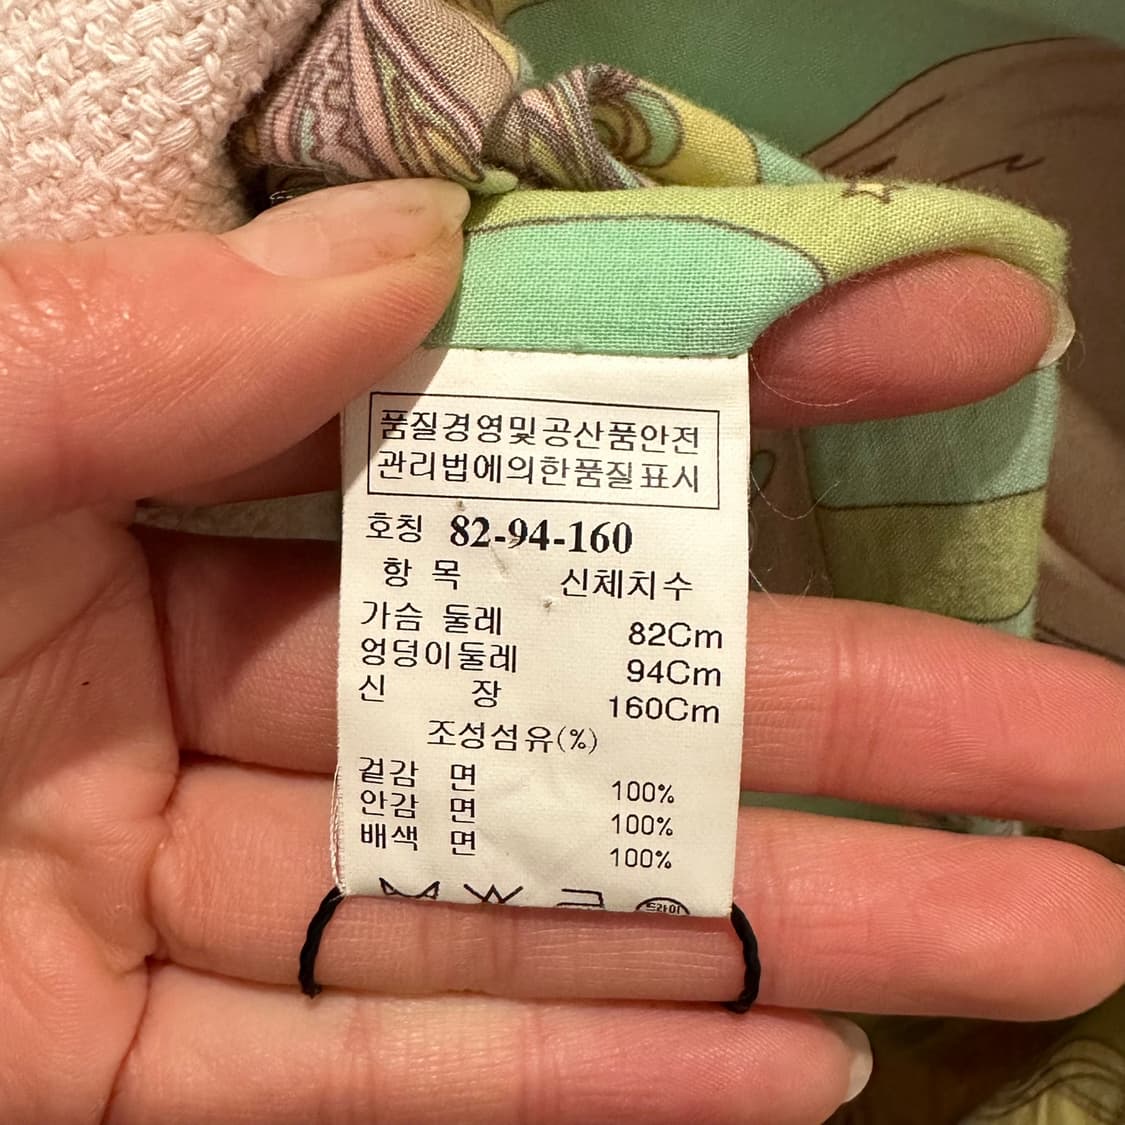 품질경영및공산품안전
관리법에의한품질표시
호칭 82-94-160
항 목 신체치수
가슴 둘레 82Cm
엉덩이둘레 94Cm
신 장 160Cm
조성섬유(%)
겉감 면 100%
안감 면 100%
배색 면 100%
드라이